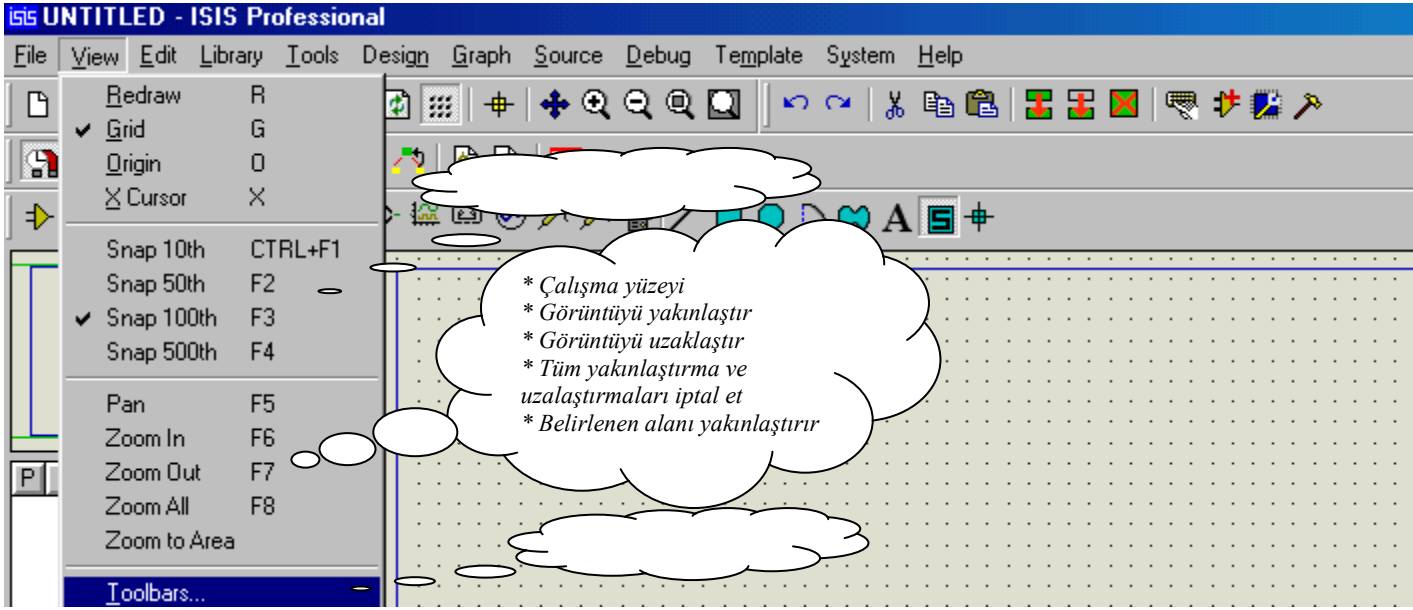 isis UNTITLED - ISIS Professional
File View Edit Library Tools Design Graph Source Debug Template System Help
Redraw R
Grid G
Origin O
X Cursor X
Snap 10th CTRL+F1
Snap 50th F2
Snap 100th F3
Snap 500th F4
Pan F5
Zoom In F6
Zoom Out F7
Zoom All F8
Zoom to Area
Toolbars...
P
A
S
* Çalışma yüzeyi
* Görüntüyü yakınlaştır
* Görüntüyü uzaklaştır
* Tüm yakınlaştırma ve
uzalaştırmaları iptal et
* Belirlenen alanı yakınlaştırır